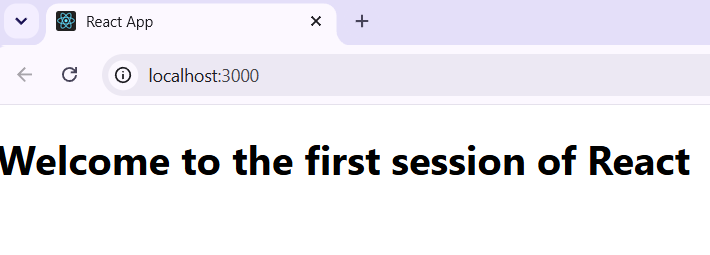 React App
localhost:3000
Welcome to the first session of React